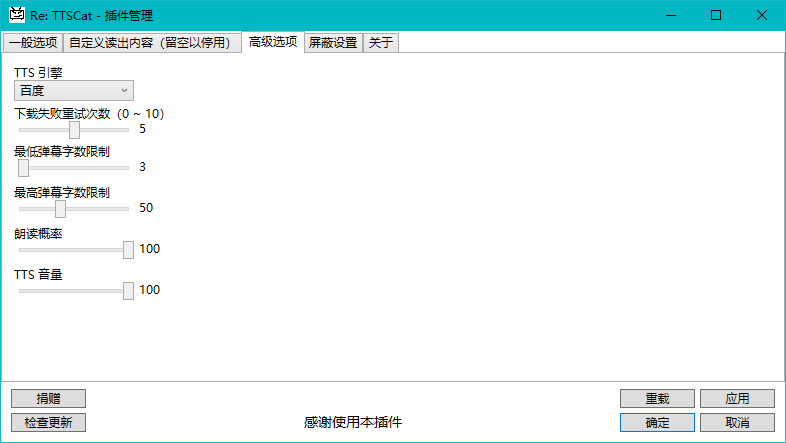 Re: TTSCat - 插件管理
一般选项 自定义读出内容（留空以停用） 高级选项 屏蔽设置 关于
TTS 引擎
百度
下载失败重试次数（0 ~ 10）
5
最低弹幕字数限制
3
最高弹幕字数限制
50
朗读概率
100
TTS 音量
100
捐赠 重载 应用
检查更新 感谢使用本插件 确定 取消